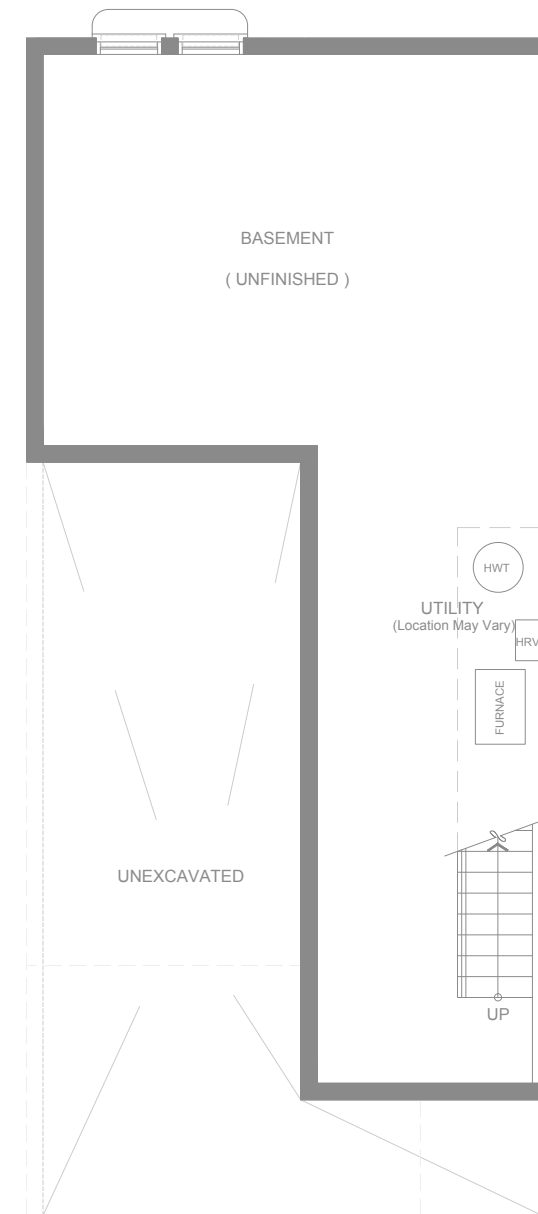 BASEMENT
( UNFINISHED )
HWT
UTILITY
(Location May Vary)
HRV
FURNACE
UNEXCAVATED
UP